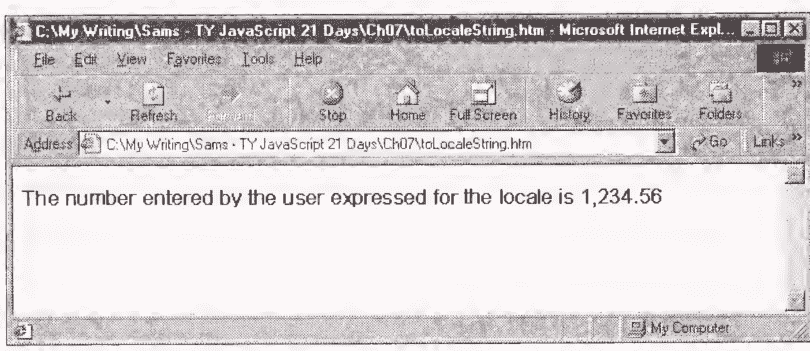 C:\My Writing\Sams - TY JavaScript 21 Days\Ch07\toLocaleString.htm - Microsoft Internet Expl...
File Edit View Favorites Tools Help
Back Refresh Stop Home Full Screen History Favorites Folders »
Address C:\My Writing\Sams - TY JavaScript 21 Days\Ch07\toLocaleString.htm Go Links »
The number entered by the user expressed for the locale is 1,234.56
My Computer